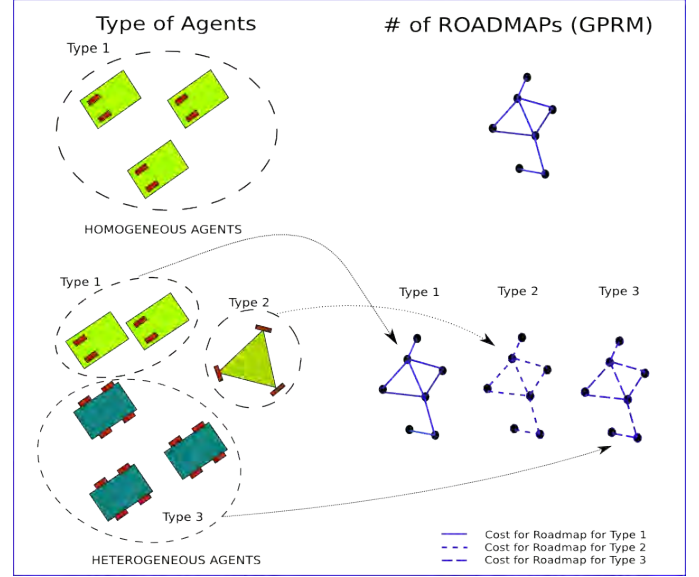 Type of Agents
# of ROADMAPs (GPRM)
Type 1
HOMOGENEOUS AGENTS
Type 1
Type 2
Type 1
Type 2
Type 3
Type 3
HETEROGENEOUS AGENTS
Cost for Roadmap for Type 1
Cost for Roadmap for Type 2
Cost for Roadmap for Type 3